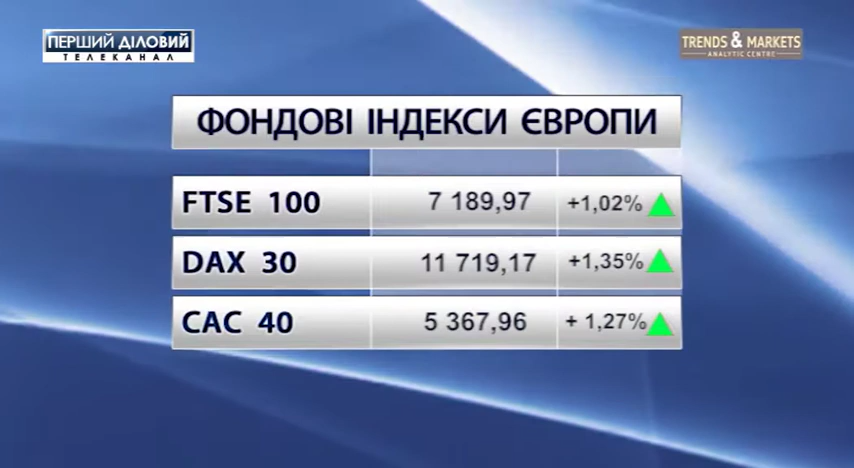 ПЕРШИЙ ДІЛОВИЙ
ТЕЛЕКАНАЛ
TRENDS & MARKETS
ANALYTIC CENTRE
ФОНДОВІ ІНДЕКСИ ЄВРОПИ
FTSE 100 7 189,97 +1,02%
DAX 30 11 719,17 +1,35%
CAC 40 5 367,96 + 1,27%